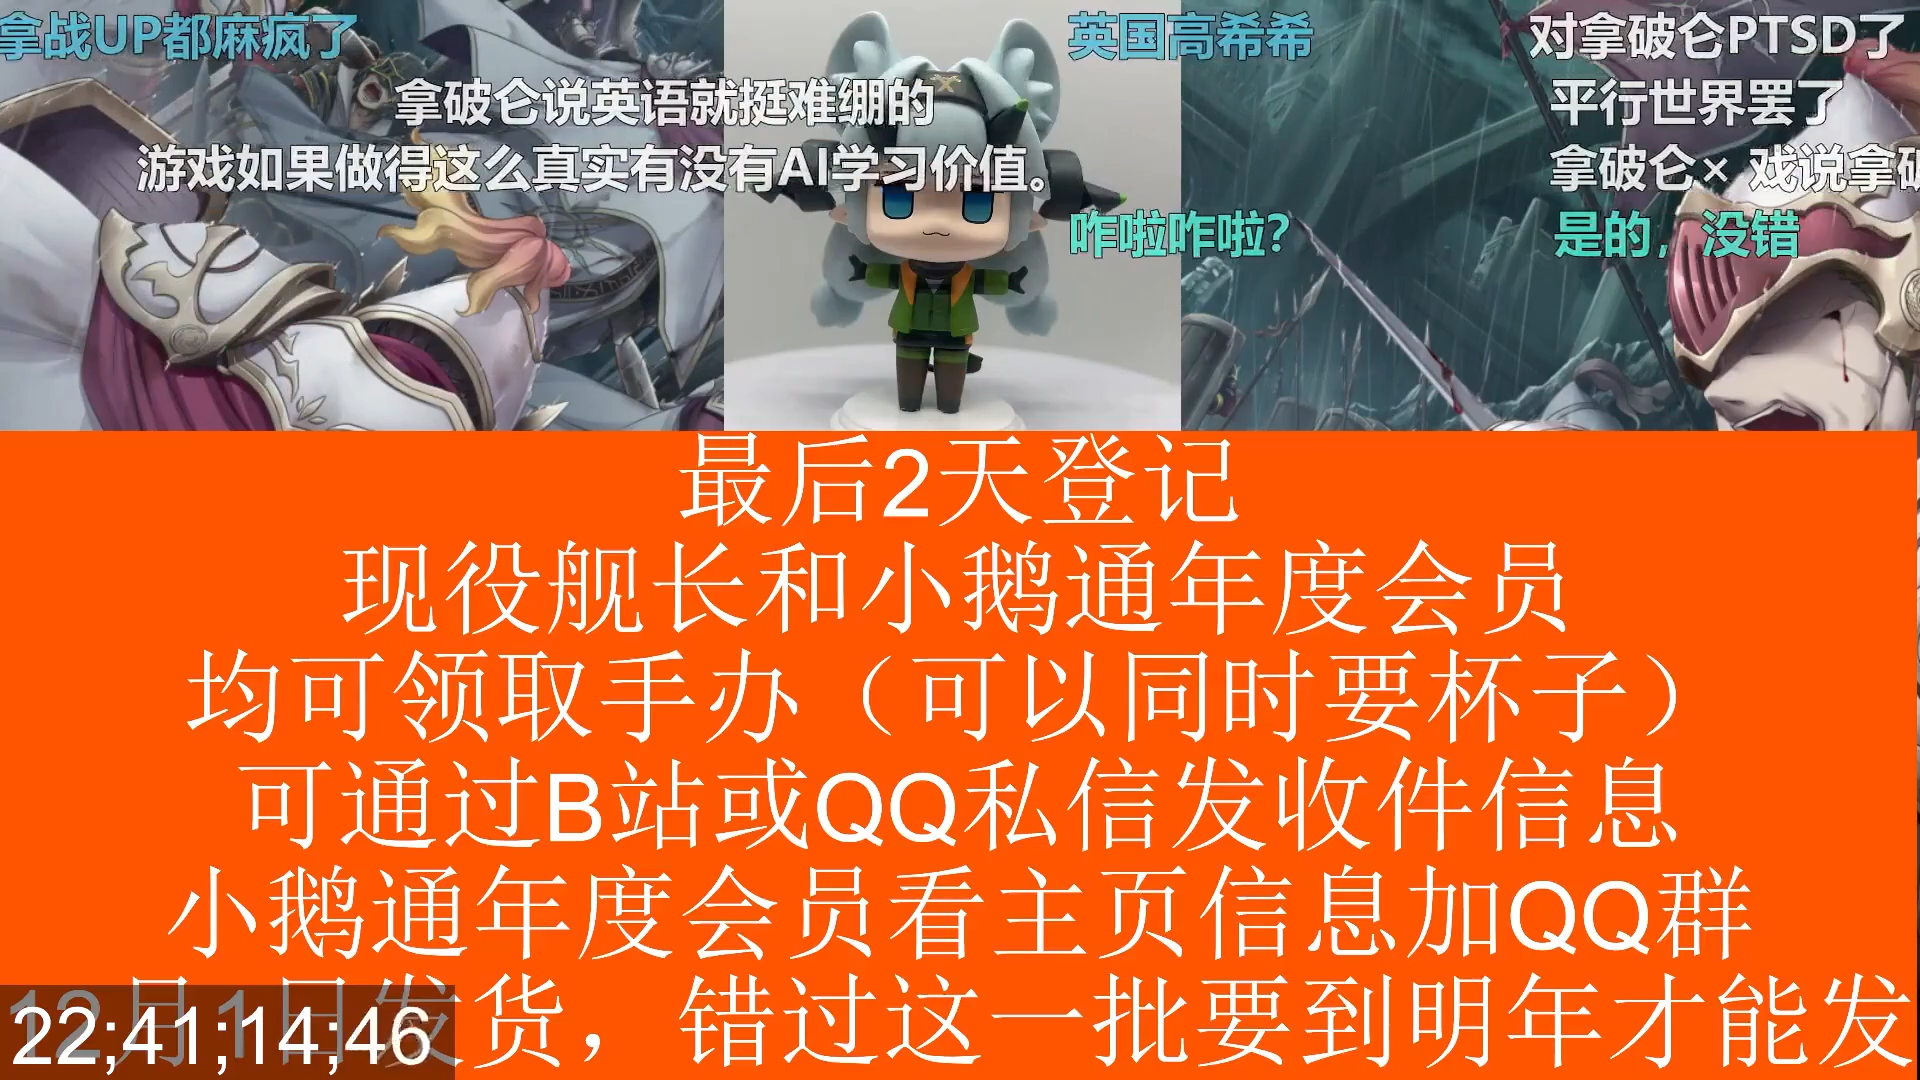 拿战UP都麻疯了
英国高希希
对拿破仑PTSD了
拿破仑说英语就挺难绷的
平行世界罢了
游戏如果做得这么真实有没有AI学习价值。
拿破仑× 戏说拿破
咋啦咋啦？
是的，没错
最后2天登记
现役舰长和小鹅通年度会员
均可领取手办（可以同时要杯子）
可通过B站或QQ私信发收件信息
小鹅通年度会员看主页信息加QQ群
12月1日发货，错过这一批要到明年才能发
22;41;14;46